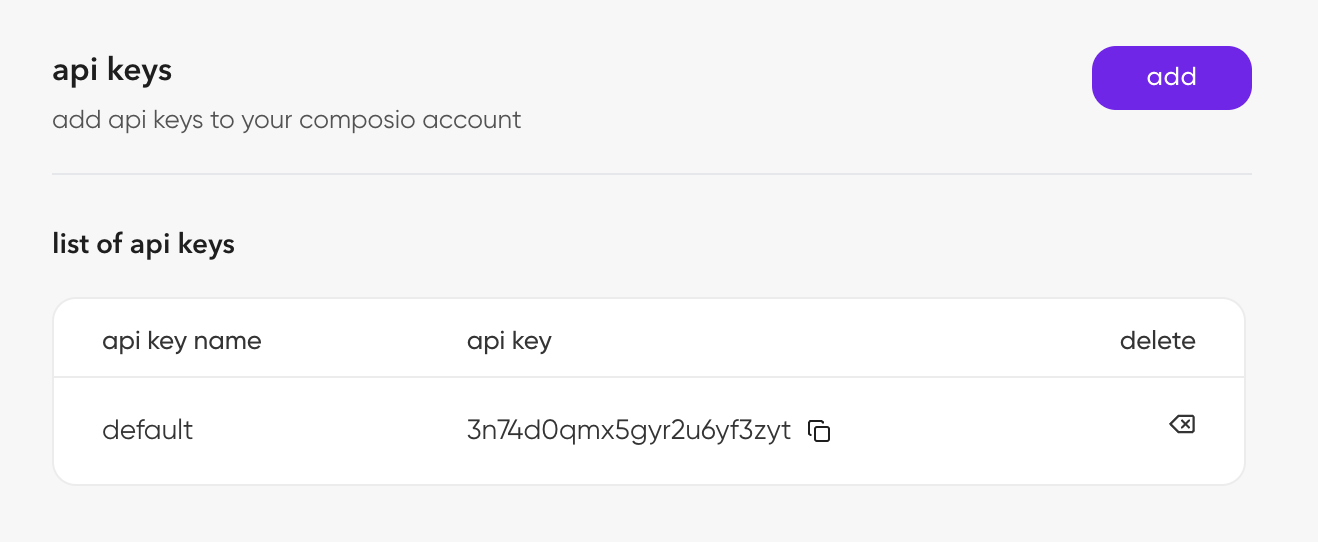 api keys
add
add api keys to your composio account
list of api keys
api key name api key delete
default 3n74d0qmx5gyr2u6yf3zyt